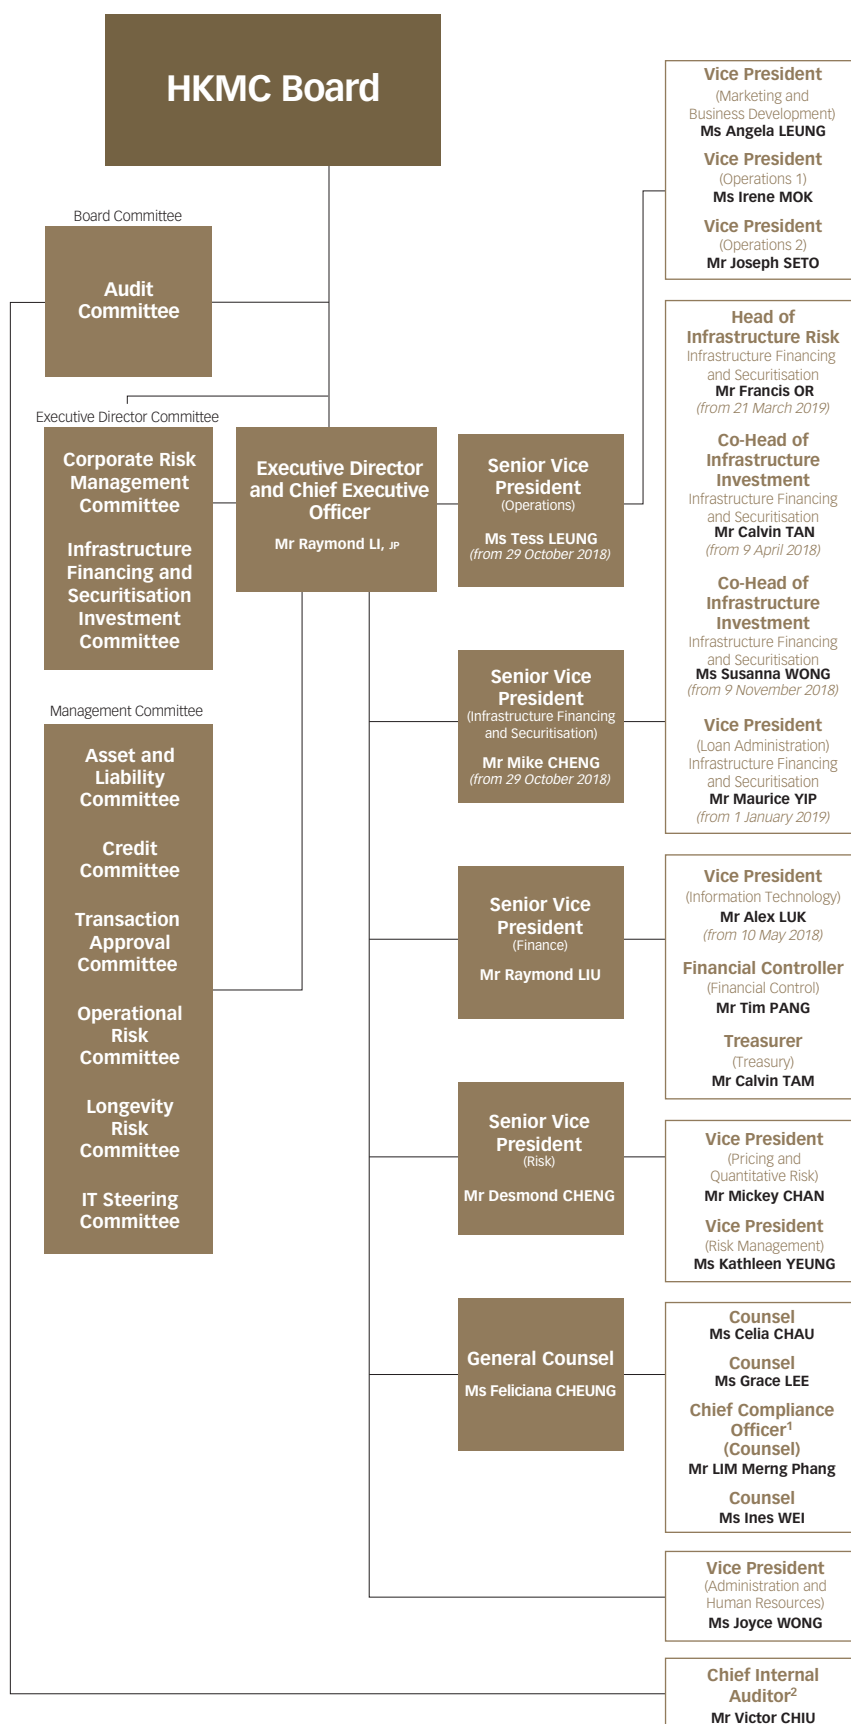 HKMC Board
Board Committee
Audit
Committee
Executive Director Committee
Corporate Risk
Management
Committee
Infrastructure
Financing and
Securitisation
Investment
Committee
Executive Director
and Chief Executive
Officer
Mr Raymond LI, JP
Management Committee
Asset and
Liability
Committee
Credit
Committee
Transaction
Approval
Committee
Operational
Risk
Committee
Longevity
Risk
Committee
IT Steering
Committee
Senior Vice
President
(Operations)
Ms Tess LEUNG
(from 29 October 2018)
Senior Vice
President
(Infrastructure Financing
and Securitisation)
Mr Mike CHENG
(from 29 October 2018)
Senior Vice
President
(Finance)
Mr Raymond LIU
Senior Vice
President
(Risk)
Mr Desmond CHENG
General Counsel
Ms Feliciana CHEUNG
Vice President
(Marketing and
Business Development)
Ms Angela LEUNG
Vice President
(Operations 1)
Ms Irene MOK
Vice President
(Operations 2)
Mr Joseph SETO
Head of
Infrastructure Risk
Infrastructure Financing
and Securitisation
Mr Francis OR
(from 21 March 2019)
Co-Head of
Infrastructure
Investment
Infrastructure Financing
and Securitisation
Mr Calvin TAN
(from 9 April 2018)
Co-Head of
Infrastructure
Investment
Infrastructure Financing
and Securitisation
Ms Susanna WONG
(from 9 November 2018)
Vice President
(Loan Administration)
Infrastructure Financing
and Securitisation
Mr Maurice YIP
(from 1 January 2019)
Vice President
(Information Technology)
Mr Alex LUK
(from 10 May 2018)
Financial Controller
(Financial Control)
Mr Tim PANG
Treasurer
(Treasury)
Mr Calvin TAM
Vice President
(Pricing and
Quantitative Risk)
Mr Mickey CHAN
Vice President
(Risk Management)
Ms Kathleen YEUNG
Counsel
Ms Celia CHAU
Counsel
Ms Grace LEE
Chief Compliance
Officer¹
(Counsel)
Mr LIM Merng Phang
Counsel
Ms Ines WEI
Vice President
(Administration and
Human Resources)
Ms Joyce WONG
Chief Internal
Auditor²
Mr Victor CHIU